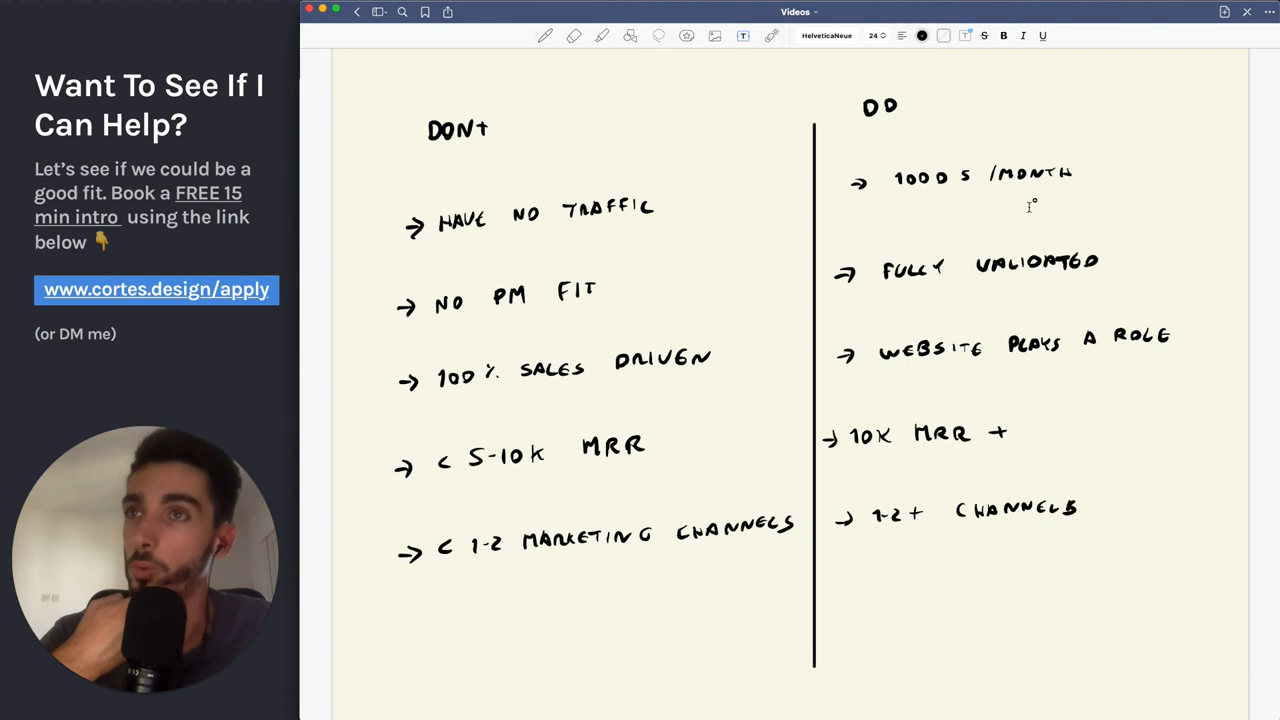 Videos
HelveticaNeue
24
Want To See If I
Can Help?
Let's see if we could be a
good fit. Book a FREE 15
min intro using the link
below 👇
www.cortes.design/apply
(or DM me)
DONT
→ HAVE NO TRAFFIC
→ NO PM FIT
→ 100% SALES DRIVEN
→ < 5-10K MRR
→ < 1-2 MARKETING CHANNELS
DO
→ 1000 S /MONTH
→ FULLY VALIDATED
→ WEBSITE PLAYS A ROLE
→ 10K MRR +
→ 1-2+ CHANNELS